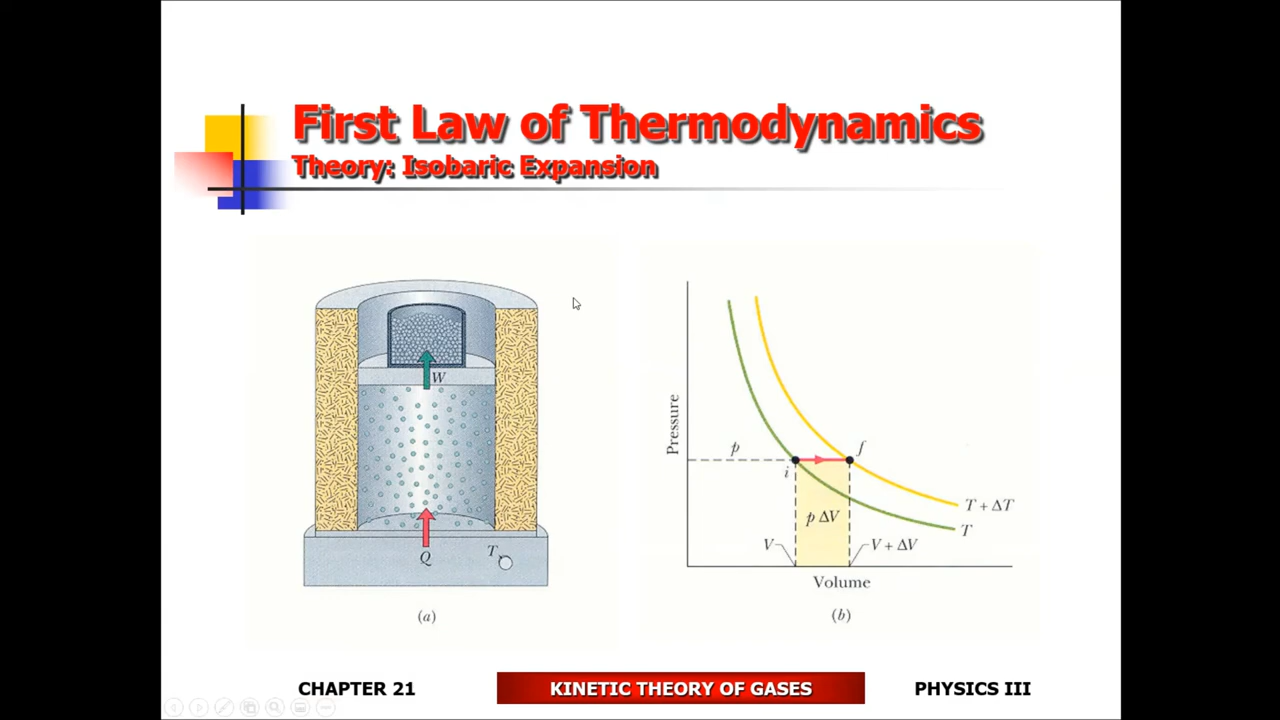 First Law of Thermodynamics
Theory: Isobaric Expansion
W
Q
T
(a)
Pressure
p
i
f
p ΔV
T + ΔT
T
V
V + ΔV
Volume
(b)
CHAPTER 21
KINETIC THEORY OF GASES
PHYSICS III